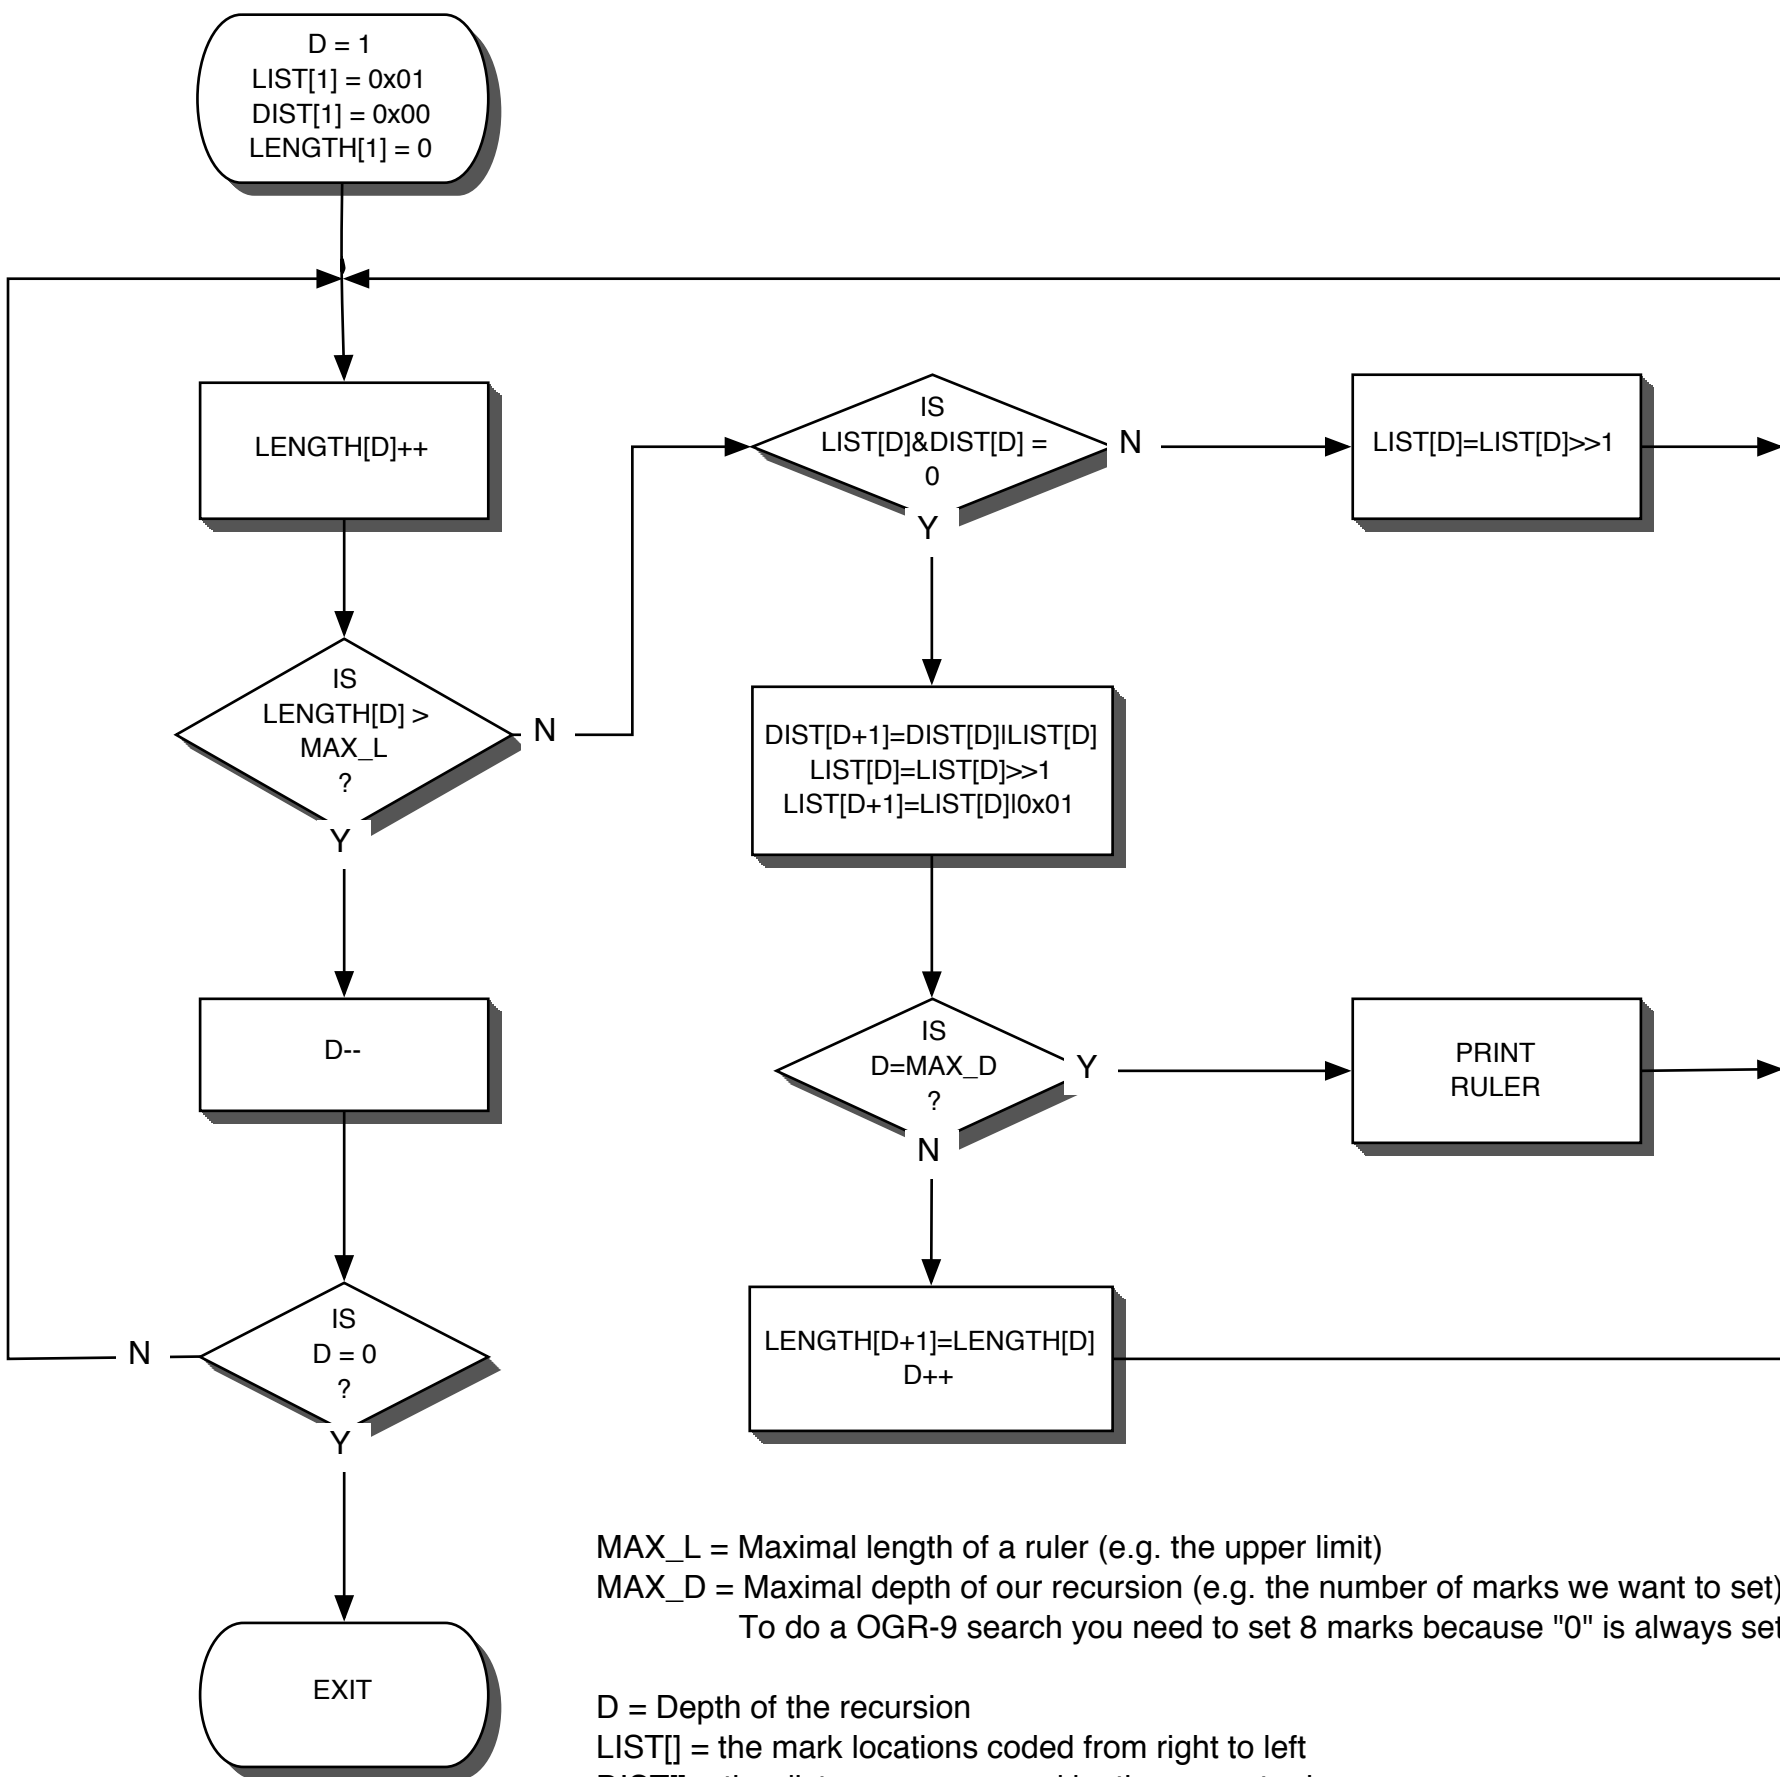 D = 1
LIST[1] = 0x01
DIST[1] = 0x00
LENGTH[1] = 0
LENGTH[D]++
IS
LENGTH[D] >
MAX_L
?
N
Y
D--
IS
D = 0
?
N
Y
EXIT
IS
LIST[D]&DIST[D] =
0
N
Y
LIST[D]=LIST[D]>>1
DIST[D+1]=DIST[D]|LIST[D]
LIST[D]=LIST[D]>>1
LIST[D+1]=LIST[D]|0x01
IS
D=MAX_D
?
Y
N
PRINT
RULER
LENGTH[D+1]=LENGTH[D]
D++
MAX_L = Maximal length of a ruler (e.g. the upper limit)
MAX_D = Maximal depth of our recursion (e.g. the number of marks we want to set)
To do a OGR-9 search you need to set 8 marks because "0" is always set
D = Depth of the recursion
LIST[] = the mark locations coded from right to left